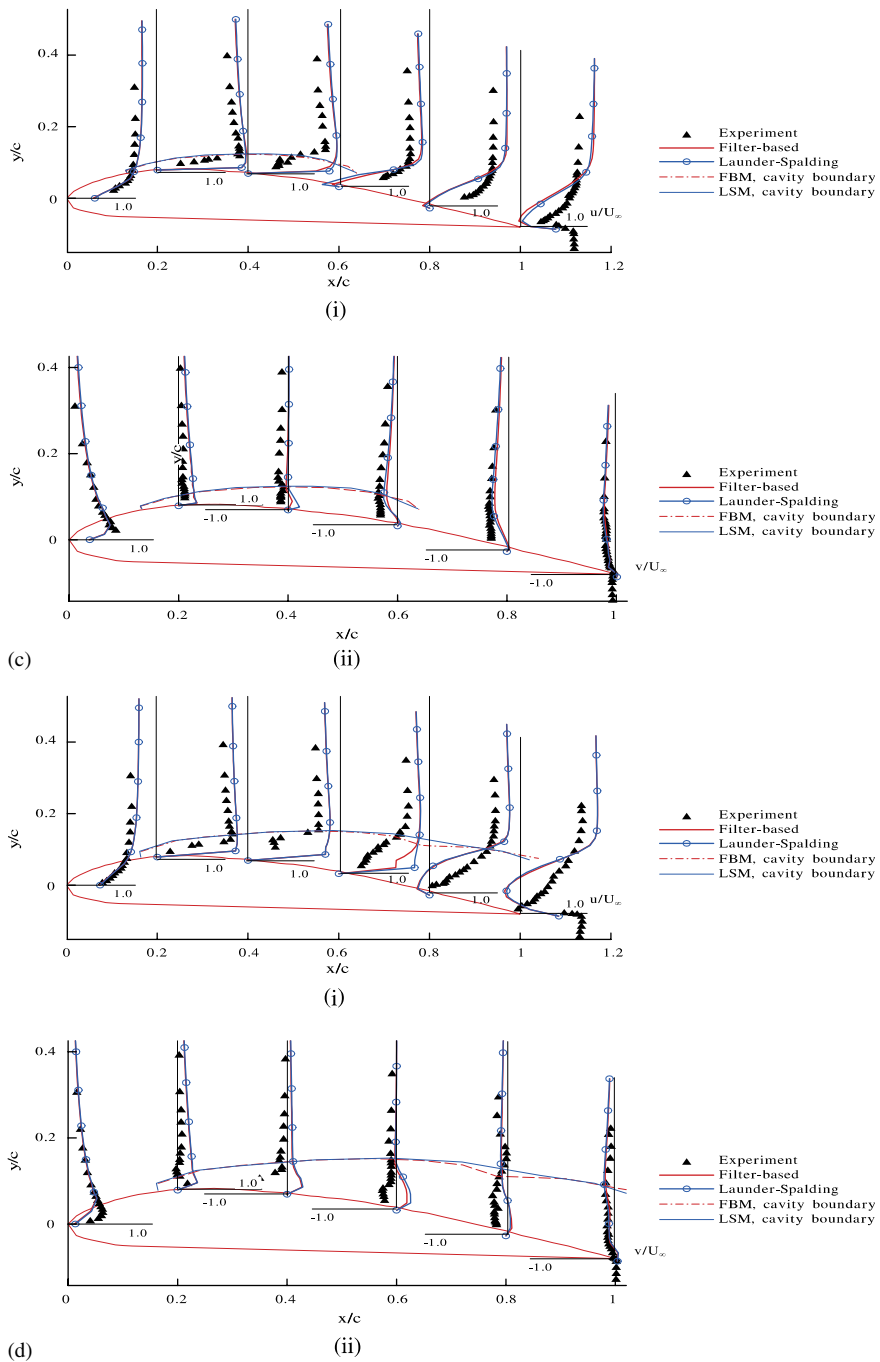 0.4
0.2
0
y/c
1.0
1.0
1.0
1.0
1.0
1.0
u/U∞
0 0.2 0.4 0.6 0.8 1 1.2
x/c
Experiment
Filter-based
Launder-Spalding
FBM, cavity boundary
LSM, cavity boundary
(i)
0.4
0.2
0
y/c
y/c
1.0
-1.0
1.0
-1.0
-1.0
-1.0
v/U∞
0 0.2 0.4 0.6 0.8 1
x/c
Experiment
Filter-based
Launder-Spalding
FBM, cavity boundary
LSM, cavity boundary
(c) (ii)
0.4
0.2
0
y/c
1.0
1.0
1.0
1.0
1.0
1.0
u/U∞
0 0.2 0.4 0.6 0.8 1 1.2
x/c
Experiment
Filter-based
Launder-Spalding
FBM, cavity boundary
LSM, cavity boundary
(i)
0.4
0.2
0
y/c
1.0
-1.0
1.0
-1.0
-1.0
-1.0
v/U∞
0 0.2 0.4 0.6 0.8 1
x/c
Experiment
Filter-based
Launder-Spalding
FBM, cavity boundary
LSM, cavity boundary
(d) (ii)